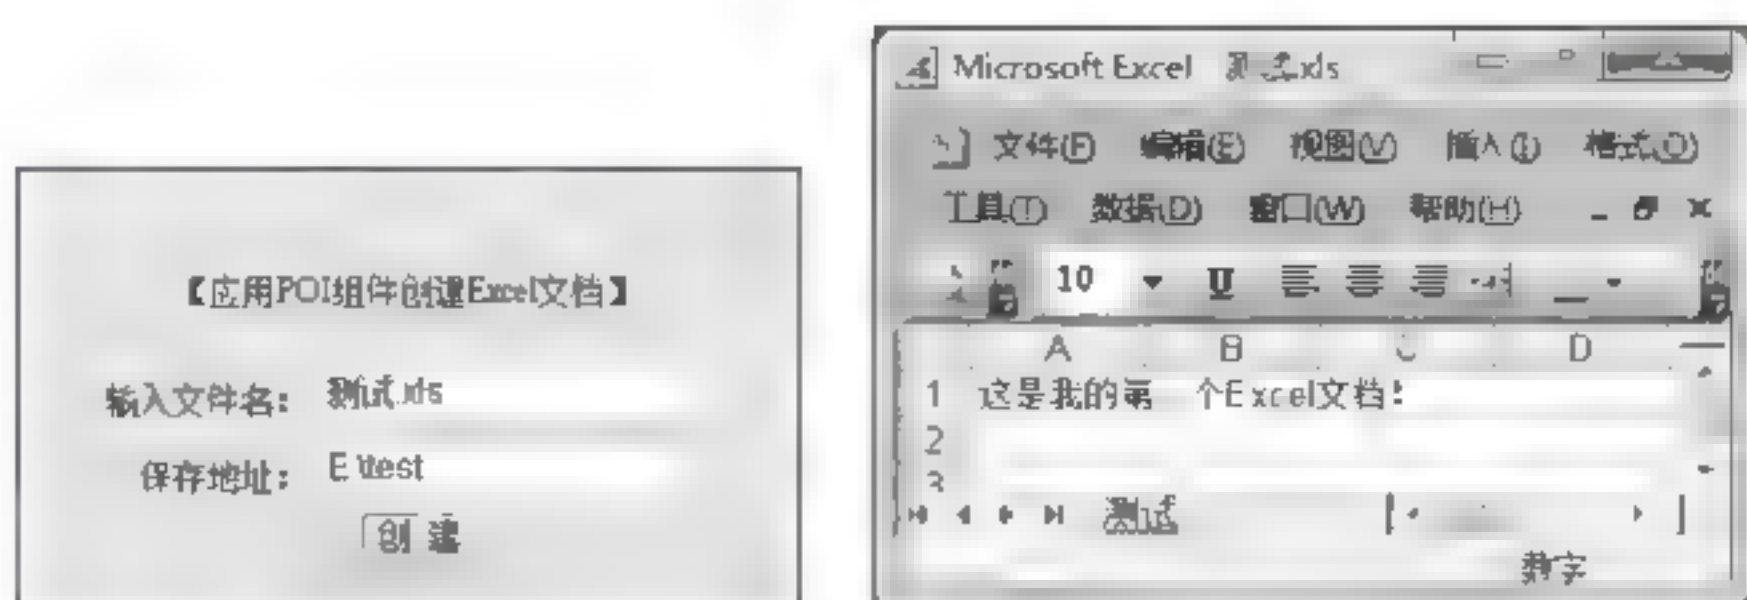 【应用POI组件创建Excel文档】
输入文件名： 测试.xls
保存地址： E:\test
创 建
Microsoft Excel 测试.xls
文件(F) 编辑(E) 视图(V) 插入(I) 格式(O)
工具(T) 数据(D) 窗口(W) 帮助(H)
10 U
A B C D
1 这是我的第 个Excel文档！
2
3
测试
数字